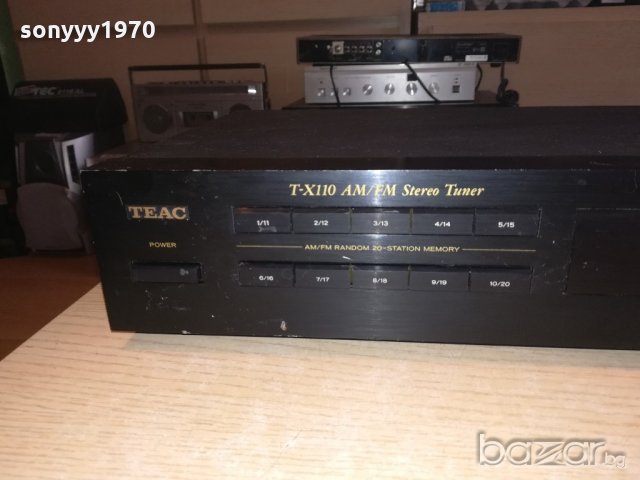 sonyyy1970
T-X110 AM/FM Stereo Tuner
TEAC
1/11 2/12 3/13 4/14 5/15
POWER
AM/FM RANDOM 20-STATION MEMORY
6/16 7/17 8/18 9/19 10/20
bazar.bg